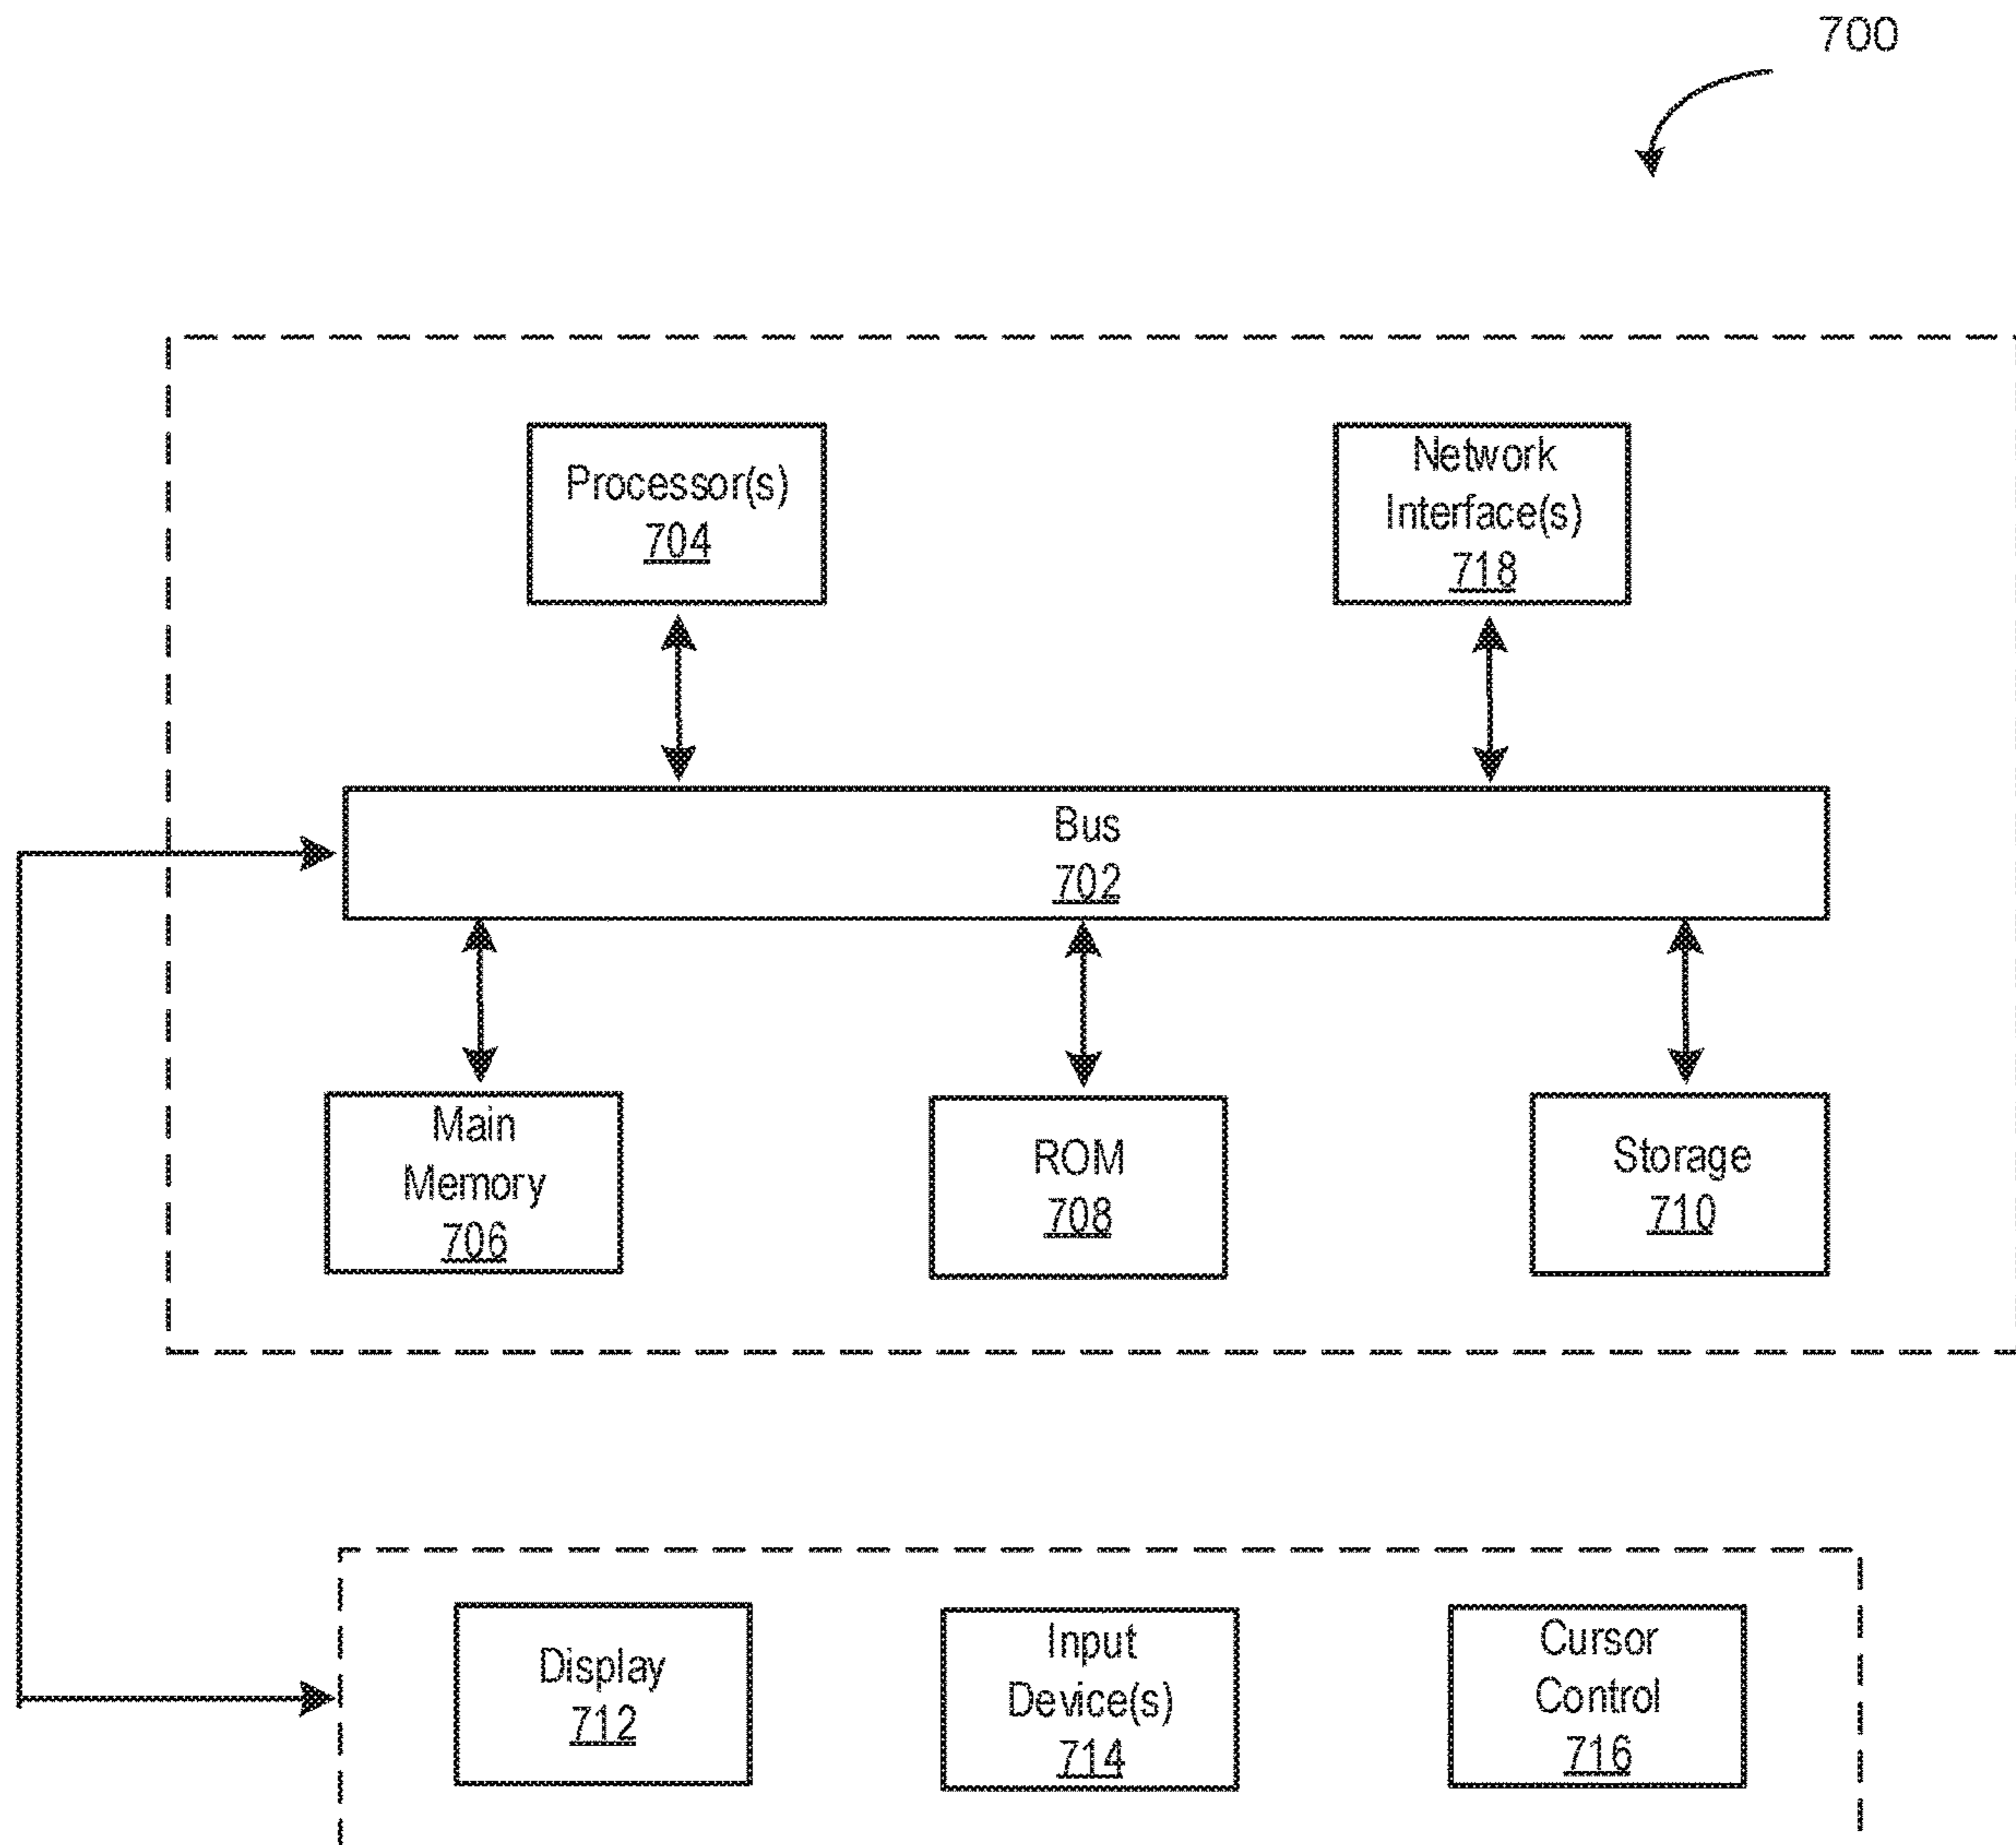 700
Processor(s)
704
Network
Interface(s)
718
Bus
702
Main
Memory
706
ROM
708
Storage
710
Display
712
Input
Device(s)
714
Cursor
Control
716